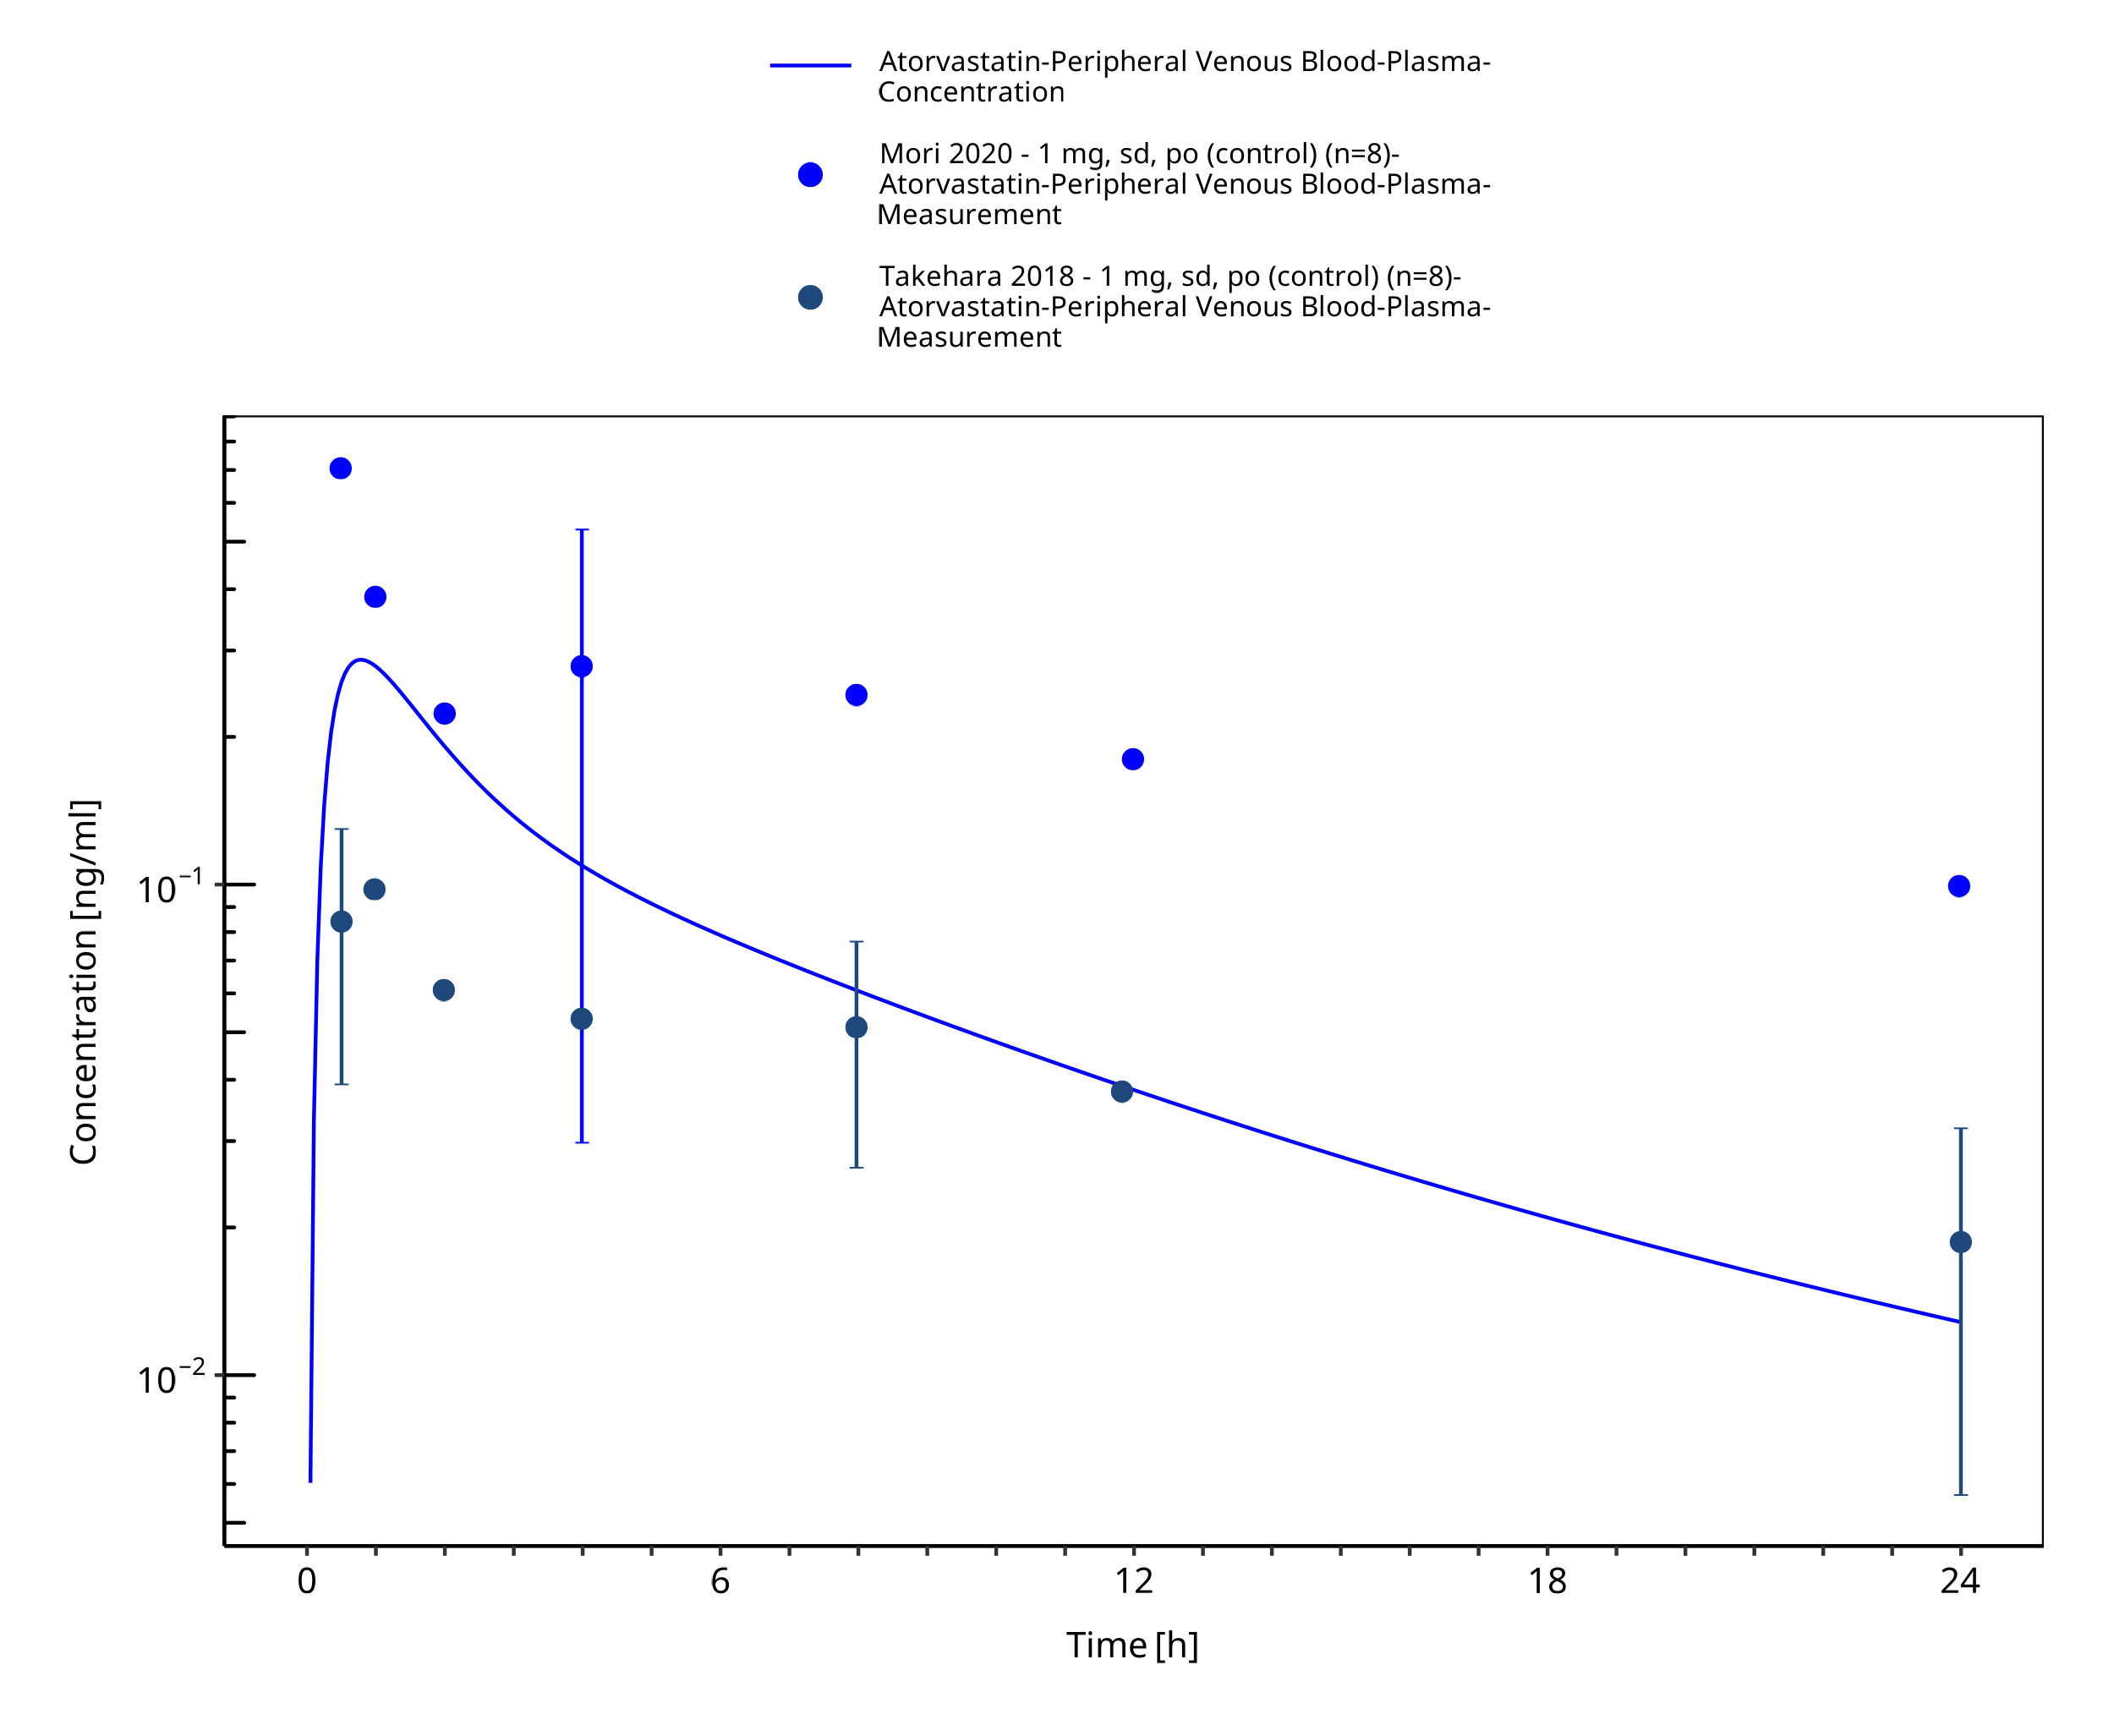 Atorvastatin-Peripheral Venous Blood-Plasma-
Concentration
Mori 2020 - 1 mg, sd, po (control) (n=8)-
Atorvastatin-Peripheral Venous Blood-Plasma-
Measurement
Takehara 2018 - 1 mg, sd, po (control) (n=8)-
Atorvastatin-Peripheral Venous Blood-Plasma-
Measurement
Concentration [ng/ml]
10⁻¹
10⁻²
0 6 12 18 24
Time [h]